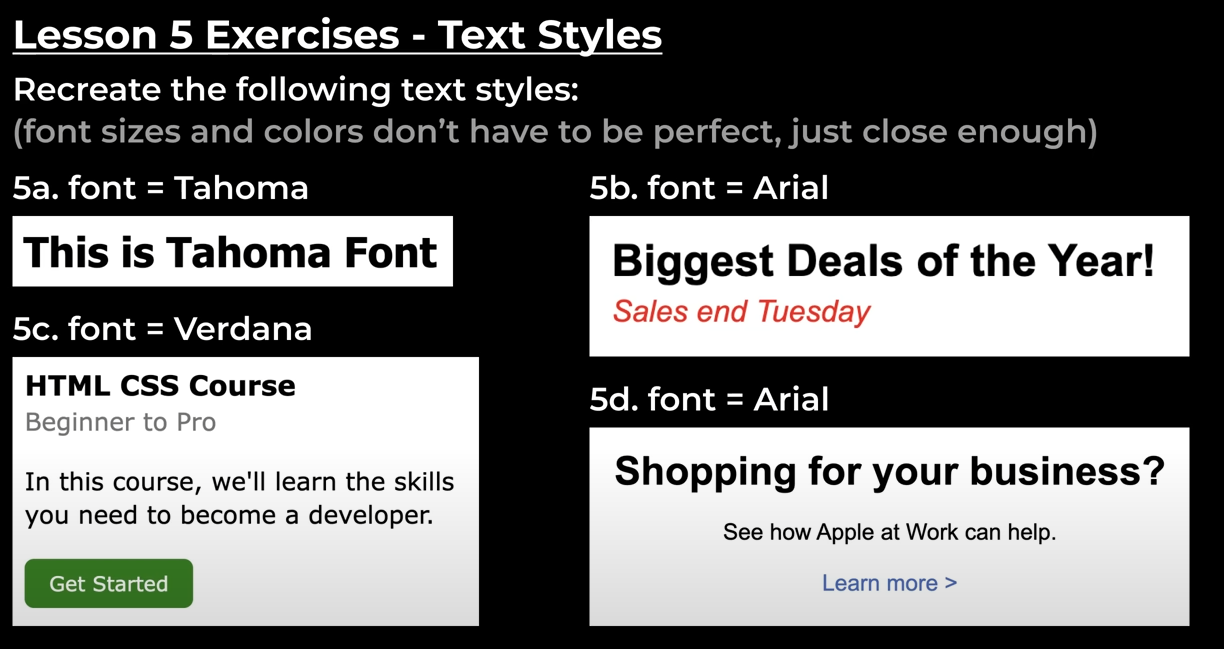 Lesson 5 Exercises - Text Styles
Recreate the following text styles:
(font sizes and colors don’t have to be perfect, just close enough)
5a. font = Tahoma
This is Tahoma Font
5b. font = Arial
Biggest Deals of the Year!
Sales end Tuesday
5c. font = Verdana
HTML CSS Course
Beginner to Pro
In this course, we'll learn the skills
you need to become a developer.
Get Started
5d. font = Arial
Shopping for your business?
See how Apple at Work can help.
Learn more >